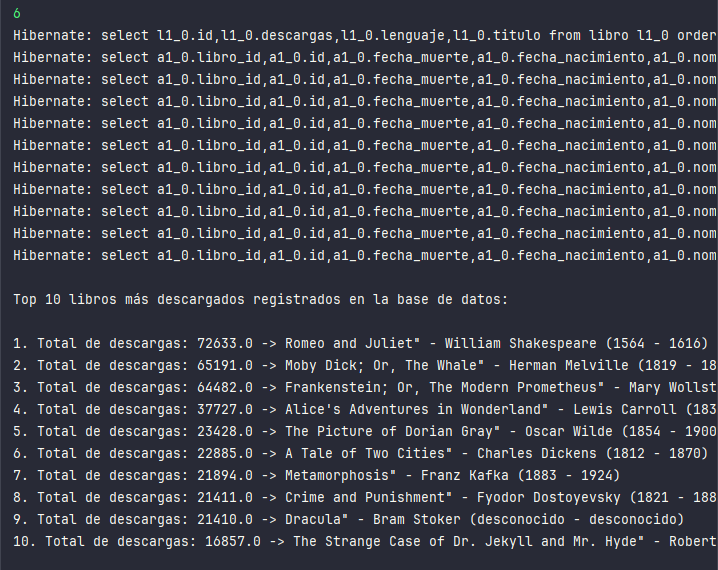 6
Hibernate: select l1_0.id,l1_0.descargas,l1_0.lenguaje,l1_0.titulo from libro l1_0 order
Hibernate: select a1_0.libro_id,a1_0.id,a1_0.fecha_muerte,a1_0.fecha_nacimiento,a1_0.nom
Hibernate: select a1_0.libro_id,a1_0.id,a1_0.fecha_muerte,a1_0.fecha_nacimiento,a1_0.nom
Hibernate: select a1_0.libro_id,a1_0.id,a1_0.fecha_muerte,a1_0.fecha_nacimiento,a1_0.nom
Hibernate: select a1_0.libro_id,a1_0.id,a1_0.fecha_muerte,a1_0.fecha_nacimiento,a1_0.nom
Hibernate: select a1_0.libro_id,a1_0.id,a1_0.fecha_muerte,a1_0.fecha_nacimiento,a1_0.nom
Hibernate: select a1_0.libro_id,a1_0.id,a1_0.fecha_muerte,a1_0.fecha_nacimiento,a1_0.nom
Hibernate: select a1_0.libro_id,a1_0.id,a1_0.fecha_muerte,a1_0.fecha_nacimiento,a1_0.nom
Hibernate: select a1_0.libro_id,a1_0.id,a1_0.fecha_muerte,a1_0.fecha_nacimiento,a1_0.nom
Hibernate: select a1_0.libro_id,a1_0.id,a1_0.fecha_muerte,a1_0.fecha_nacimiento,a1_0.nom
Hibernate: select a1_0.libro_id,a1_0.id,a1_0.fecha_muerte,a1_0.fecha_nacimiento,a1_0.nom
Top 10 libros más descargados registrados en la base de datos:
1. Total de descargas: 72633.0 -> Romeo and Juliet" - William Shakespeare (1564 - 1616)
2. Total de descargas: 65191.0 -> Moby Dick; Or, The Whale" - Herman Melville (1819 - 18
3. Total de descargas: 64482.0 -> Frankenstein; Or, The Modern Prometheus" - Mary Wollst
4. Total de descargas: 37727.0 -> Alice's Adventures in Wonderland" - Lewis Carroll (183
5. Total de descargas: 23428.0 -> The Picture of Dorian Gray" - Oscar Wilde (1854 - 1900
6. Total de descargas: 22885.0 -> A Tale of Two Cities" - Charles Dickens (1812 - 1870)
7. Total de descargas: 21894.0 -> Metamorphosis" - Franz Kafka (1883 - 1924)
8. Total de descargas: 21411.0 -> Crime and Punishment" - Fyodor Dostoyevsky (1821 - 188
9. Total de descargas: 21410.0 -> Dracula" - Bram Stoker (desconocido - desconocido)
10. Total de descargas: 16857.0 -> The Strange Case of Dr. Jekyll and Mr. Hyde" - Robert